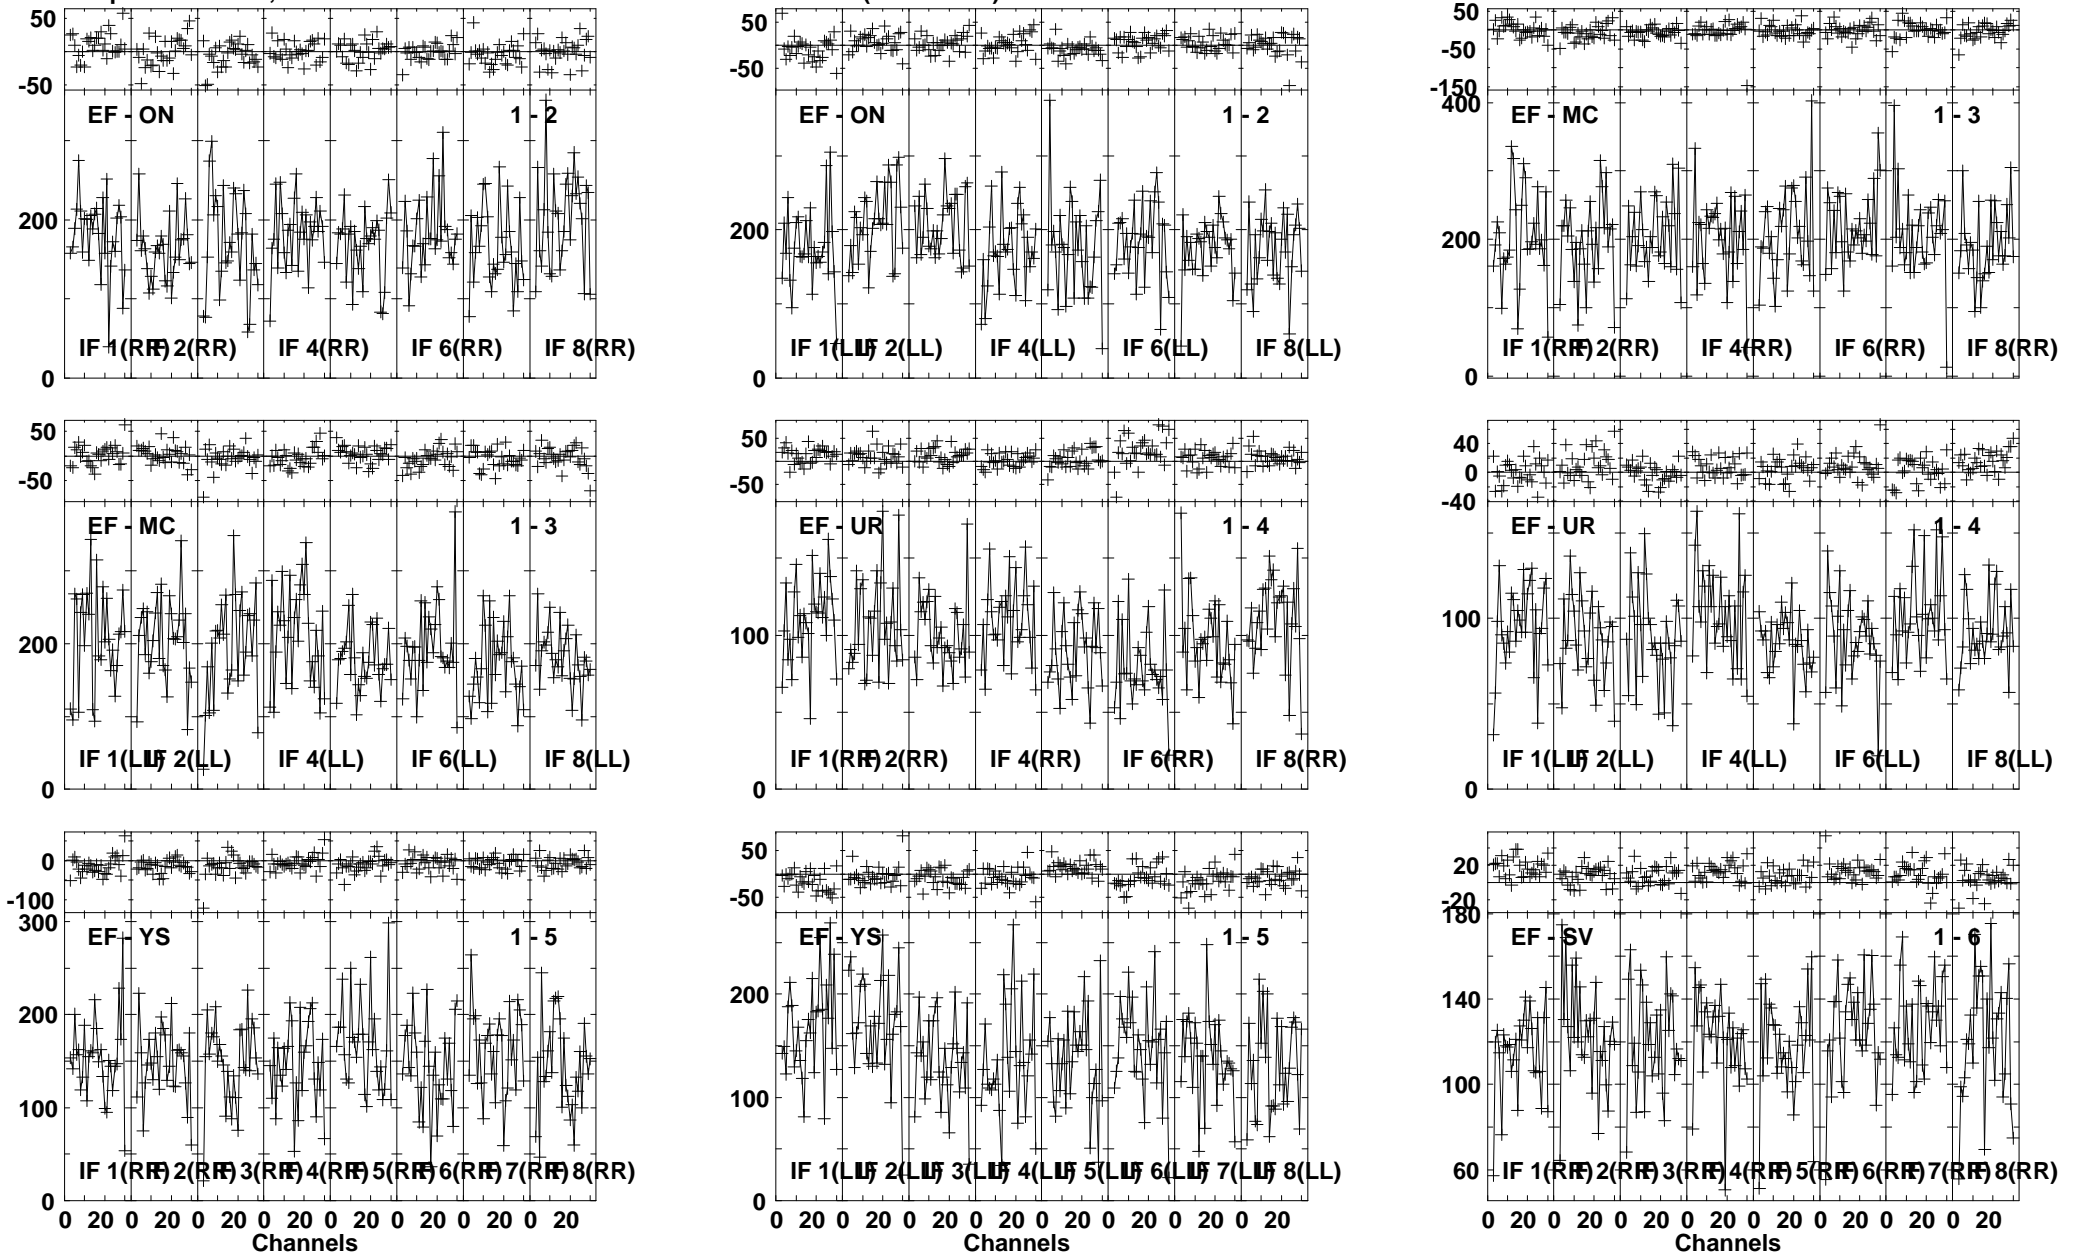 50
-50
EF - ON 1 - 2
200
0
IF 1(RR) IF 2(RR) IF 4(RR) IF 6(RR) IF 8(RR)
50
-50
EF - ON 1 - 2
200
0
IF 1(LL) IF 2(LL) IF 4(LL) IF 6(LL) IF 8(LL)
50
-50
-150
400
EF - MC 1 - 3
200
0
IF 1(RR) IF 2(RR) IF 4(RR) IF 6(RR) IF 8(RR)
50
-50
EF - MC 1 - 3
200
0
IF 1(LL) IF 2(LL) IF 4(LL) IF 6(LL) IF 8(LL)
50
-50
EF - UR 1 - 4
100
0
IF 1(RR) IF 2(RR) IF 4(RR) IF 6(RR) IF 8(RR)
40
0
-40
EF - UR 1 - 4
100
0
IF 1(LL) IF 2(LL) IF 4(LL) IF 6(LL) IF 8(LL)
0
-100
300
EF - YS 1 - 5
200
100
0
IF 1(RR) IF 2(RR) IF 3(RR) IF 4(RR) IF 5(RR) IF 6(RR) IF 7(RR) IF 8(RR)
0 20 0 20 0 20 0 20 0 20 0 20 0 20 0 20
Channels
50
-50
EF - YS 1 - 5
200
100
0
IF 1(LL) IF 2(LL) IF 3(LL) IF 4(LL) IF 5(LL) IF 6(LL) IF 7(LL) IF 8(LL)
0 20 0 20 0 20 0 20 0 20 0 20 0 20 0 20
Channels
20
-20
180
EF - SV 1 - 6
140
100
60
IF 1(RR) IF 2(RR) IF 3(RR) IF 4(RR) IF 5(RR) IF 6(RR) IF 7(RR) IF 8(RR)
0 20 0 20 0 20 0 20 0 20 0 20 0 20 0 20
Channels